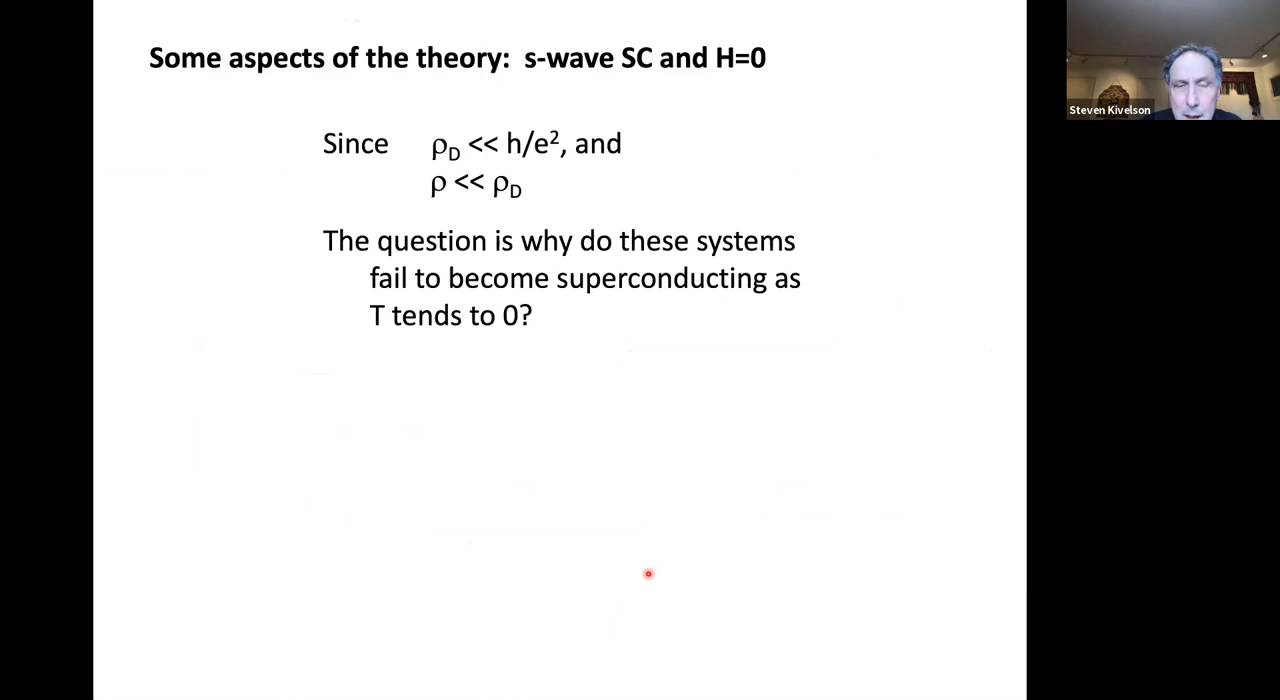 Some aspects of the theory: s-wave SC and H=0
Steven Kivelson
Since ρD << h/e², and
ρ << ρD
The question is why do these systems
fail to become superconducting as
T tends to 0?